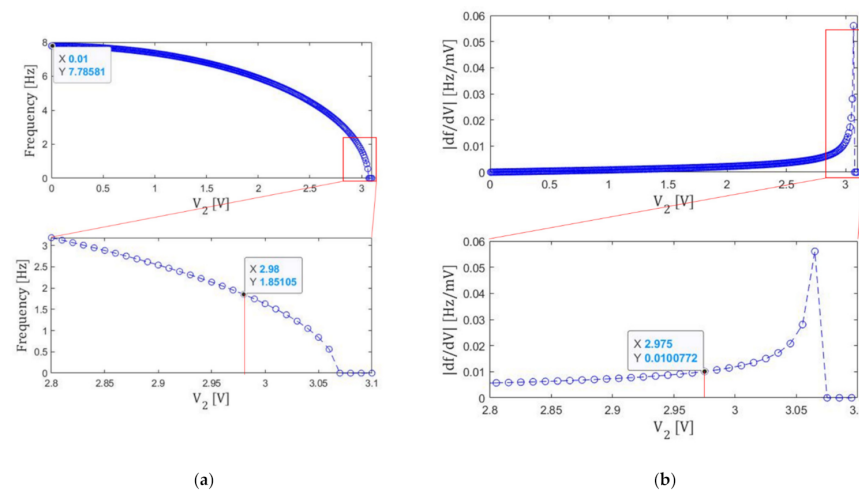 8
6
4
2
0
Frequency [Hz]
X 0.01
Y 7.78581
0 0.5 1 1.5 2 2.5 3
V2 [V]
0.06
0.05
0.04
0.03
0.02
0.01
0
|df/dV| [Hz/mV]
0 0.5 1 1.5 2 2.5 3
V2 [V]
3
2.5
2
1.5
1
0.5
0
Frequency [Hz]
X 2.98
Y 1.85105
2.8 2.85 2.9 2.95 3 3.05 3.1
V2 [V]
0.06
0.05
0.04
0.03
0.02
0.01
0
|df/dV| [Hz/mV]
X 2.975
Y 0.0100772
2.8 2.85 2.9 2.95 3 3.05
V2 [V]
(a)
(b)